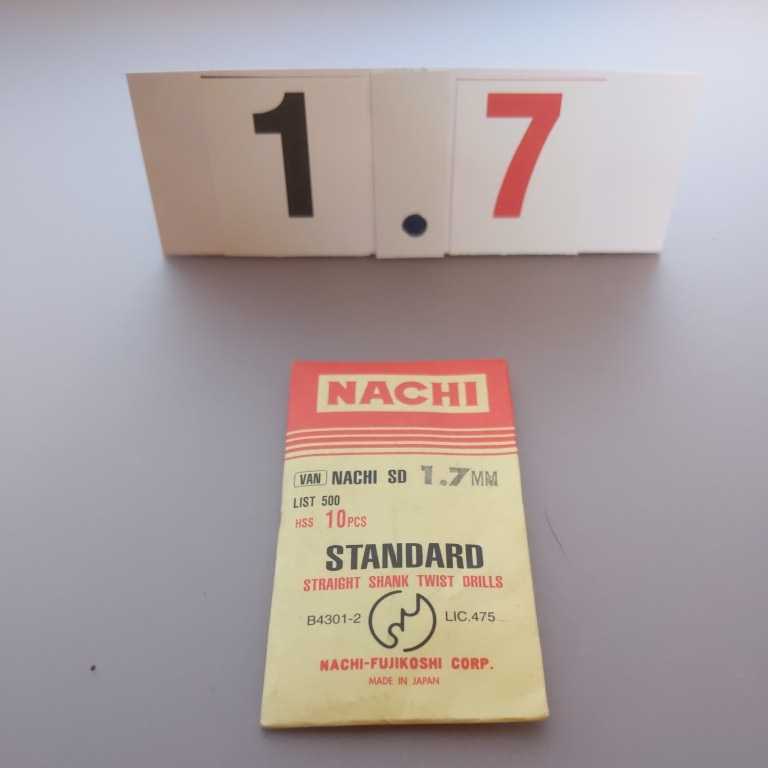 1.7
NACHI
VAN NACHI SD 1.7MM
LIST 500
HSS 10PCS
STANDARD
STRAIGHT SHANK TWIST DRILLS
B4301-2 LIC.475
NACHI-FUJIKOSHI CORP.
MADE IN JAPAN